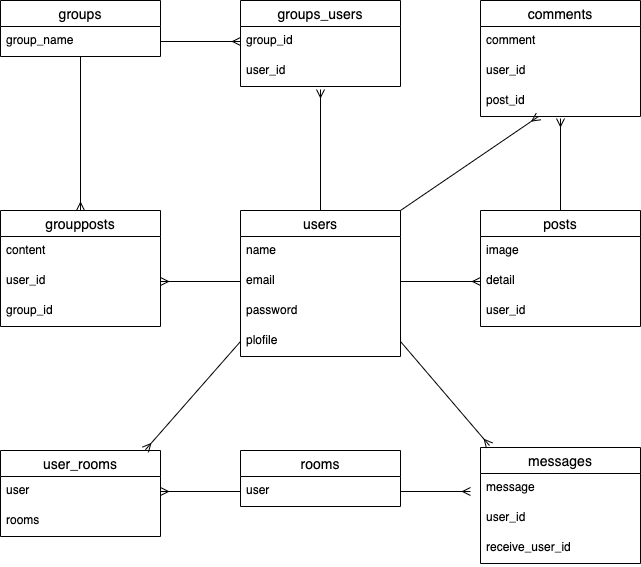 groups
group_name
groups_users
group_id
user_id
comments
comment
user_id
post_id
groupposts
content
user_id
group_id
users
name
email
password
plofile
posts
image
detail
user_id
user_rooms
user
rooms
rooms
user
messages
message
user_id
receive_user_id